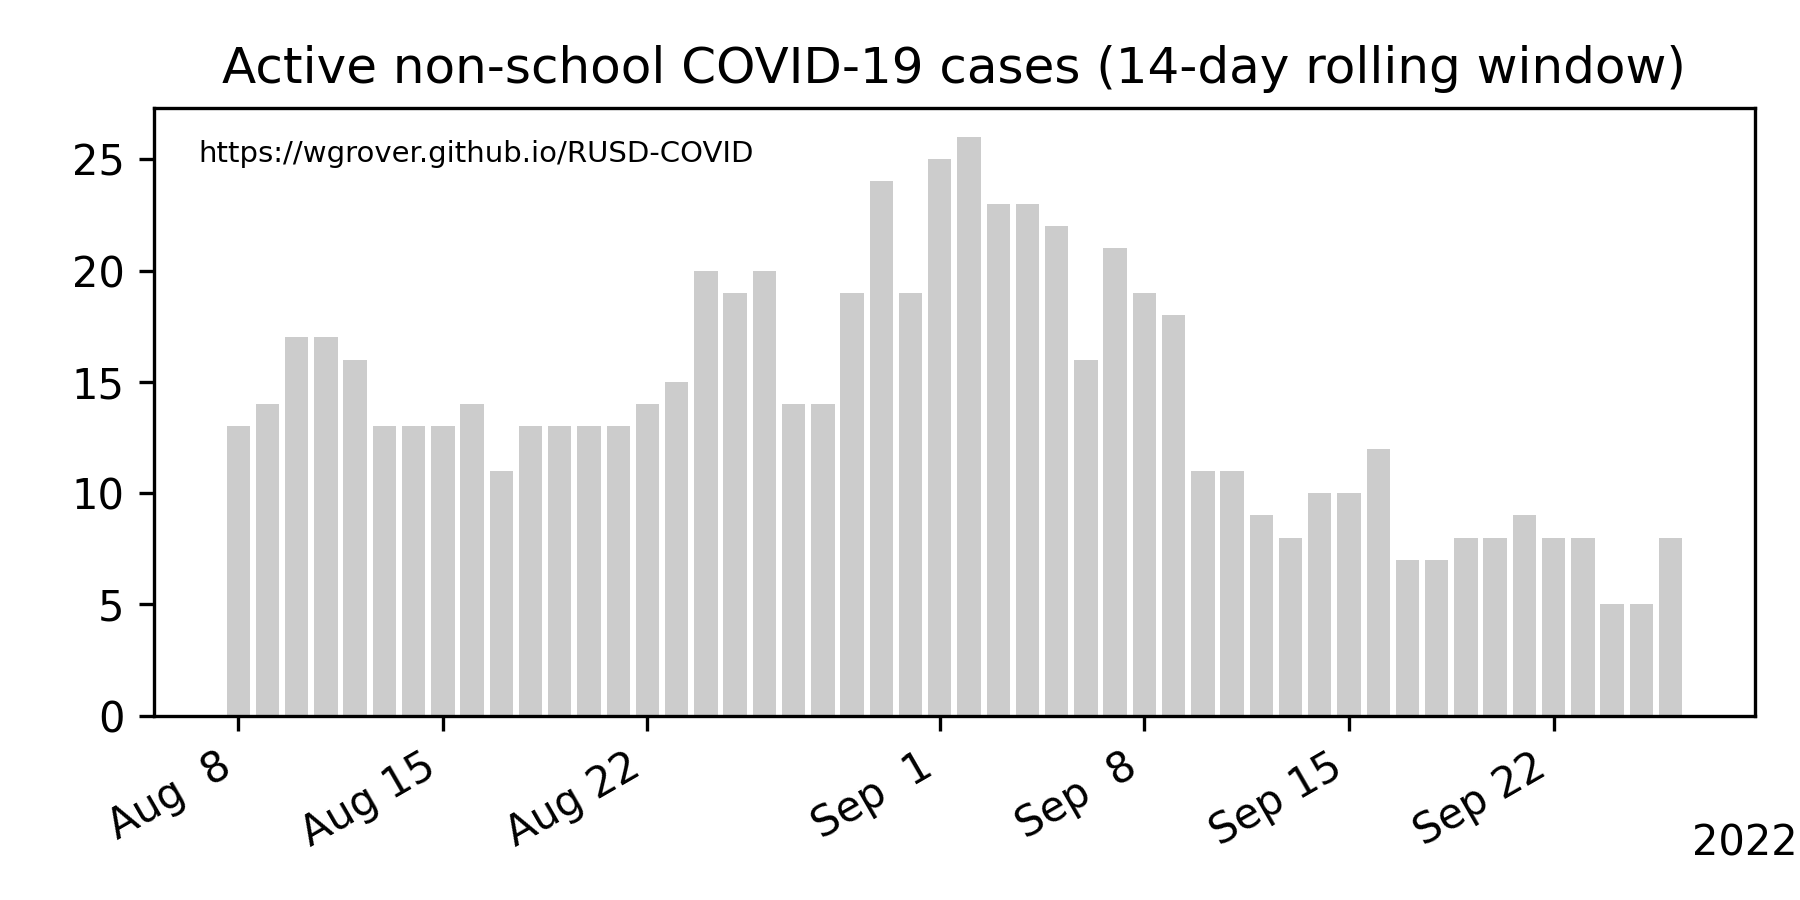 Active non-school COVID-19 cases (14-day rolling window)
https://wgrover.github.io/RUSD-COVID
25
20
15
10
5
0
Aug 8
Aug 15
Aug 22
Sep 1
Sep 8
Sep 15
Sep 22
2022